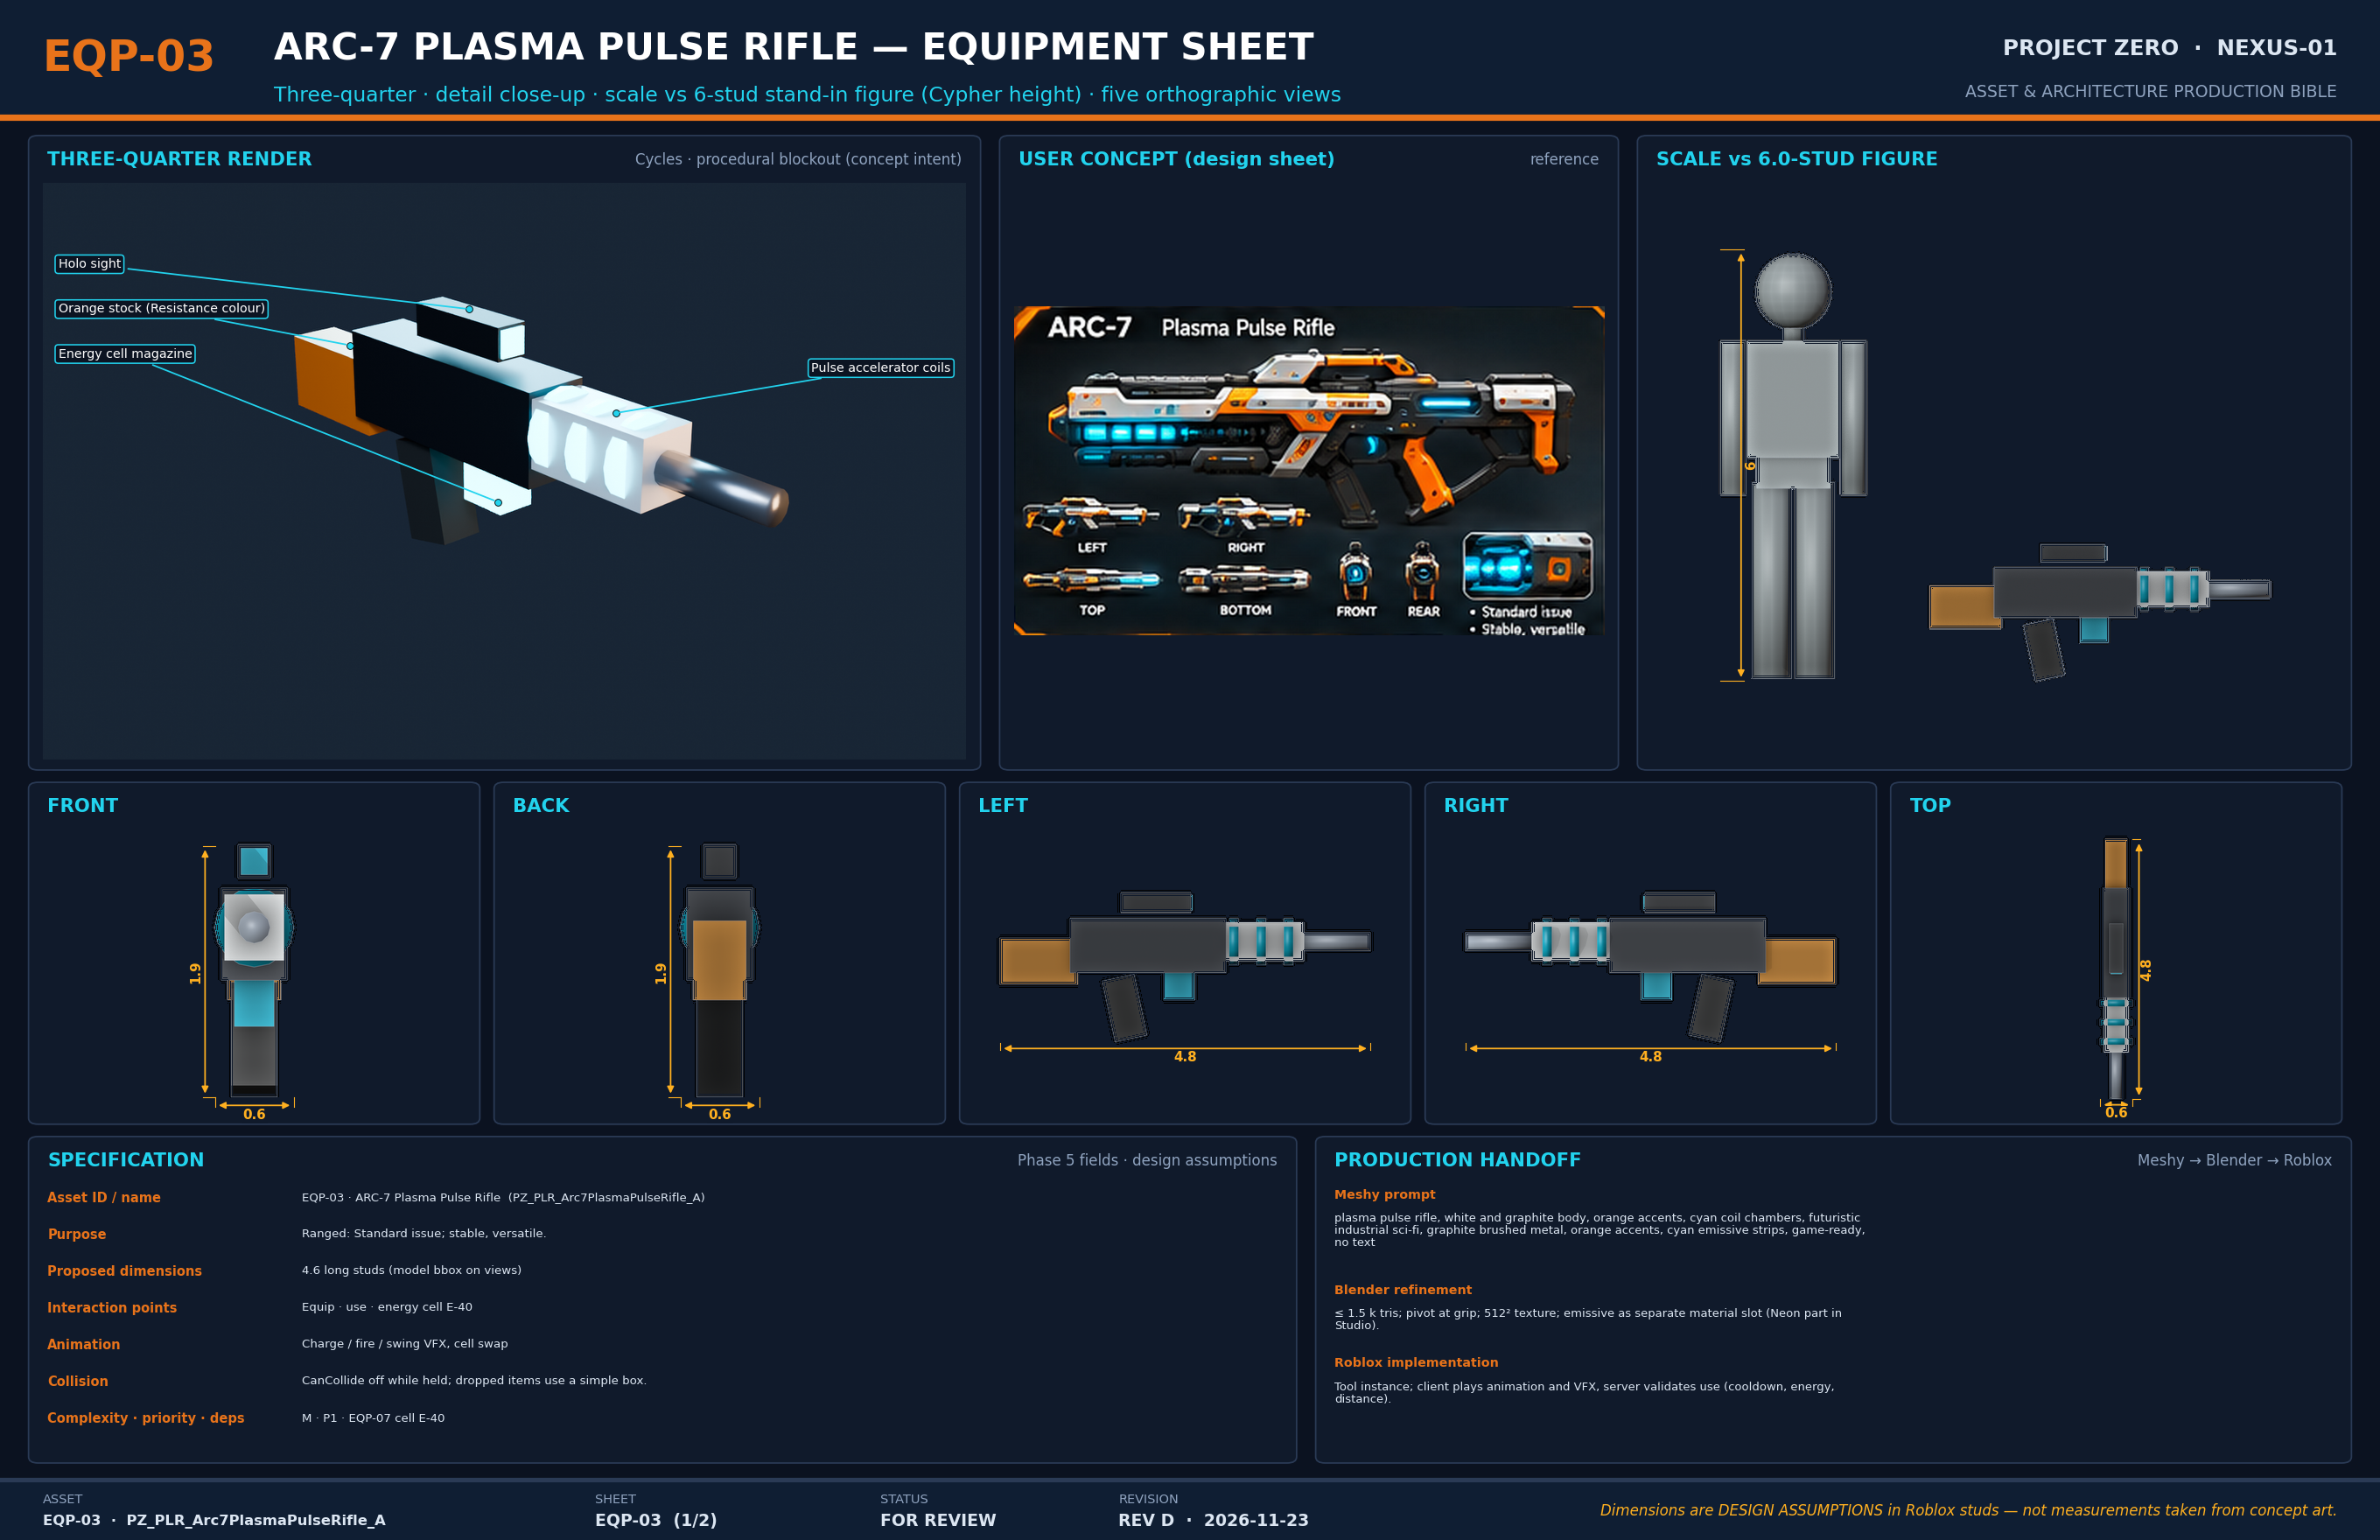 EQP-03
ARC-7 PLASMA PULSE RIFLE — EQUIPMENT SHEET
Three-quarter · detail close-up · scale vs 6-stud stand-in figure (Cypher height) · five orthographic views
PROJECT ZERO · NEXUS-01
ASSET & ARCHITECTURE PRODUCTION BIBLE
THREE-QUARTER RENDER
Cycles · procedural blockout (concept intent)
Holo sight
Orange stock (Resistance colour)
Energy cell magazine
Pulse accelerator coils
USER CONCEPT (design sheet)
reference
ARC-7 Plasma Pulse Rifle
LEFT
RIGHT
TOP
BOTTOM
FRONT
REAR
• Standard issue
• Stable, versatile
SCALE vs 6.0-STUD FIGURE
6
FRONT
1.9
0.6
BACK
1.9
0.6
LEFT
4.8
RIGHT
4.8
TOP
4.8
0.6
SPECIFICATION
Phase 5 fields · design assumptions
Asset ID / name
EQP-03 · ARC-7 Plasma Pulse Rifle (PZ_PLR_Arc7PlasmaPulseRifle_A)
Purpose
Ranged: Standard issue; stable, versatile.
Proposed dimensions
4.6 long studs (model bbox on views)
Interaction points
Equip · use · energy cell E-40
Animation
Charge / fire / swing VFX, cell swap
Collision
CanCollide off while held; dropped items use a simple box.
Complexity · priority · deps
M · P1 · EQP-07 cell E-40
PRODUCTION HANDOFF
Meshy → Blender → Roblox
Meshy prompt
plasma pulse rifle, white and graphite body, orange accents, cyan coil chambers, futuristic
industrial sci-fi, graphite brushed metal, orange accents, cyan emissive strips, game-ready,
no text
Blender refinement
≤ 1.5 k tris; pivot at grip; 512² texture; emissive as separate material slot (Neon part in
Studio).
Roblox implementation
Tool instance; client plays animation and VFX, server validates use (cooldown, energy,
distance).
ASSET
EQP-03 · PZ_PLR_Arc7PlasmaPulseRifle_A
SHEET
EQP-03 (1/2)
STATUS
FOR REVIEW
REVISION
REV D · 2026-11-23
Dimensions are DESIGN ASSUMPTIONS in Roblox studs — not measurements taken from concept art.